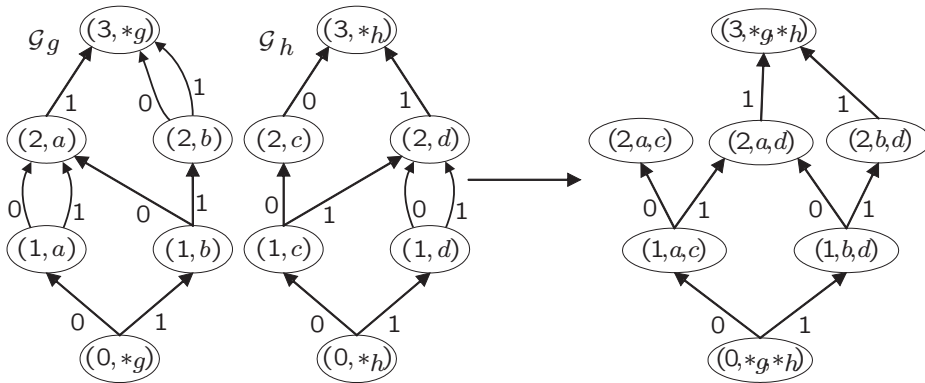 𝒢g (3, *g) 𝒢h (3, *h) (3,*g,*h)
1 0 1 0 1 1 1
(2, a) (2, b) (2, c) (2, d) (2,a,c) (2,a,d) (2,b,d)
0 1 0 1 0 1 0 1 0 1 0 1
(1, a) (1, b) (1, c) (1, d) (1,a,c) (1,b,d)
0 1 0 1 0 1
(0, *g) (0, *h) (0,*g,*h)